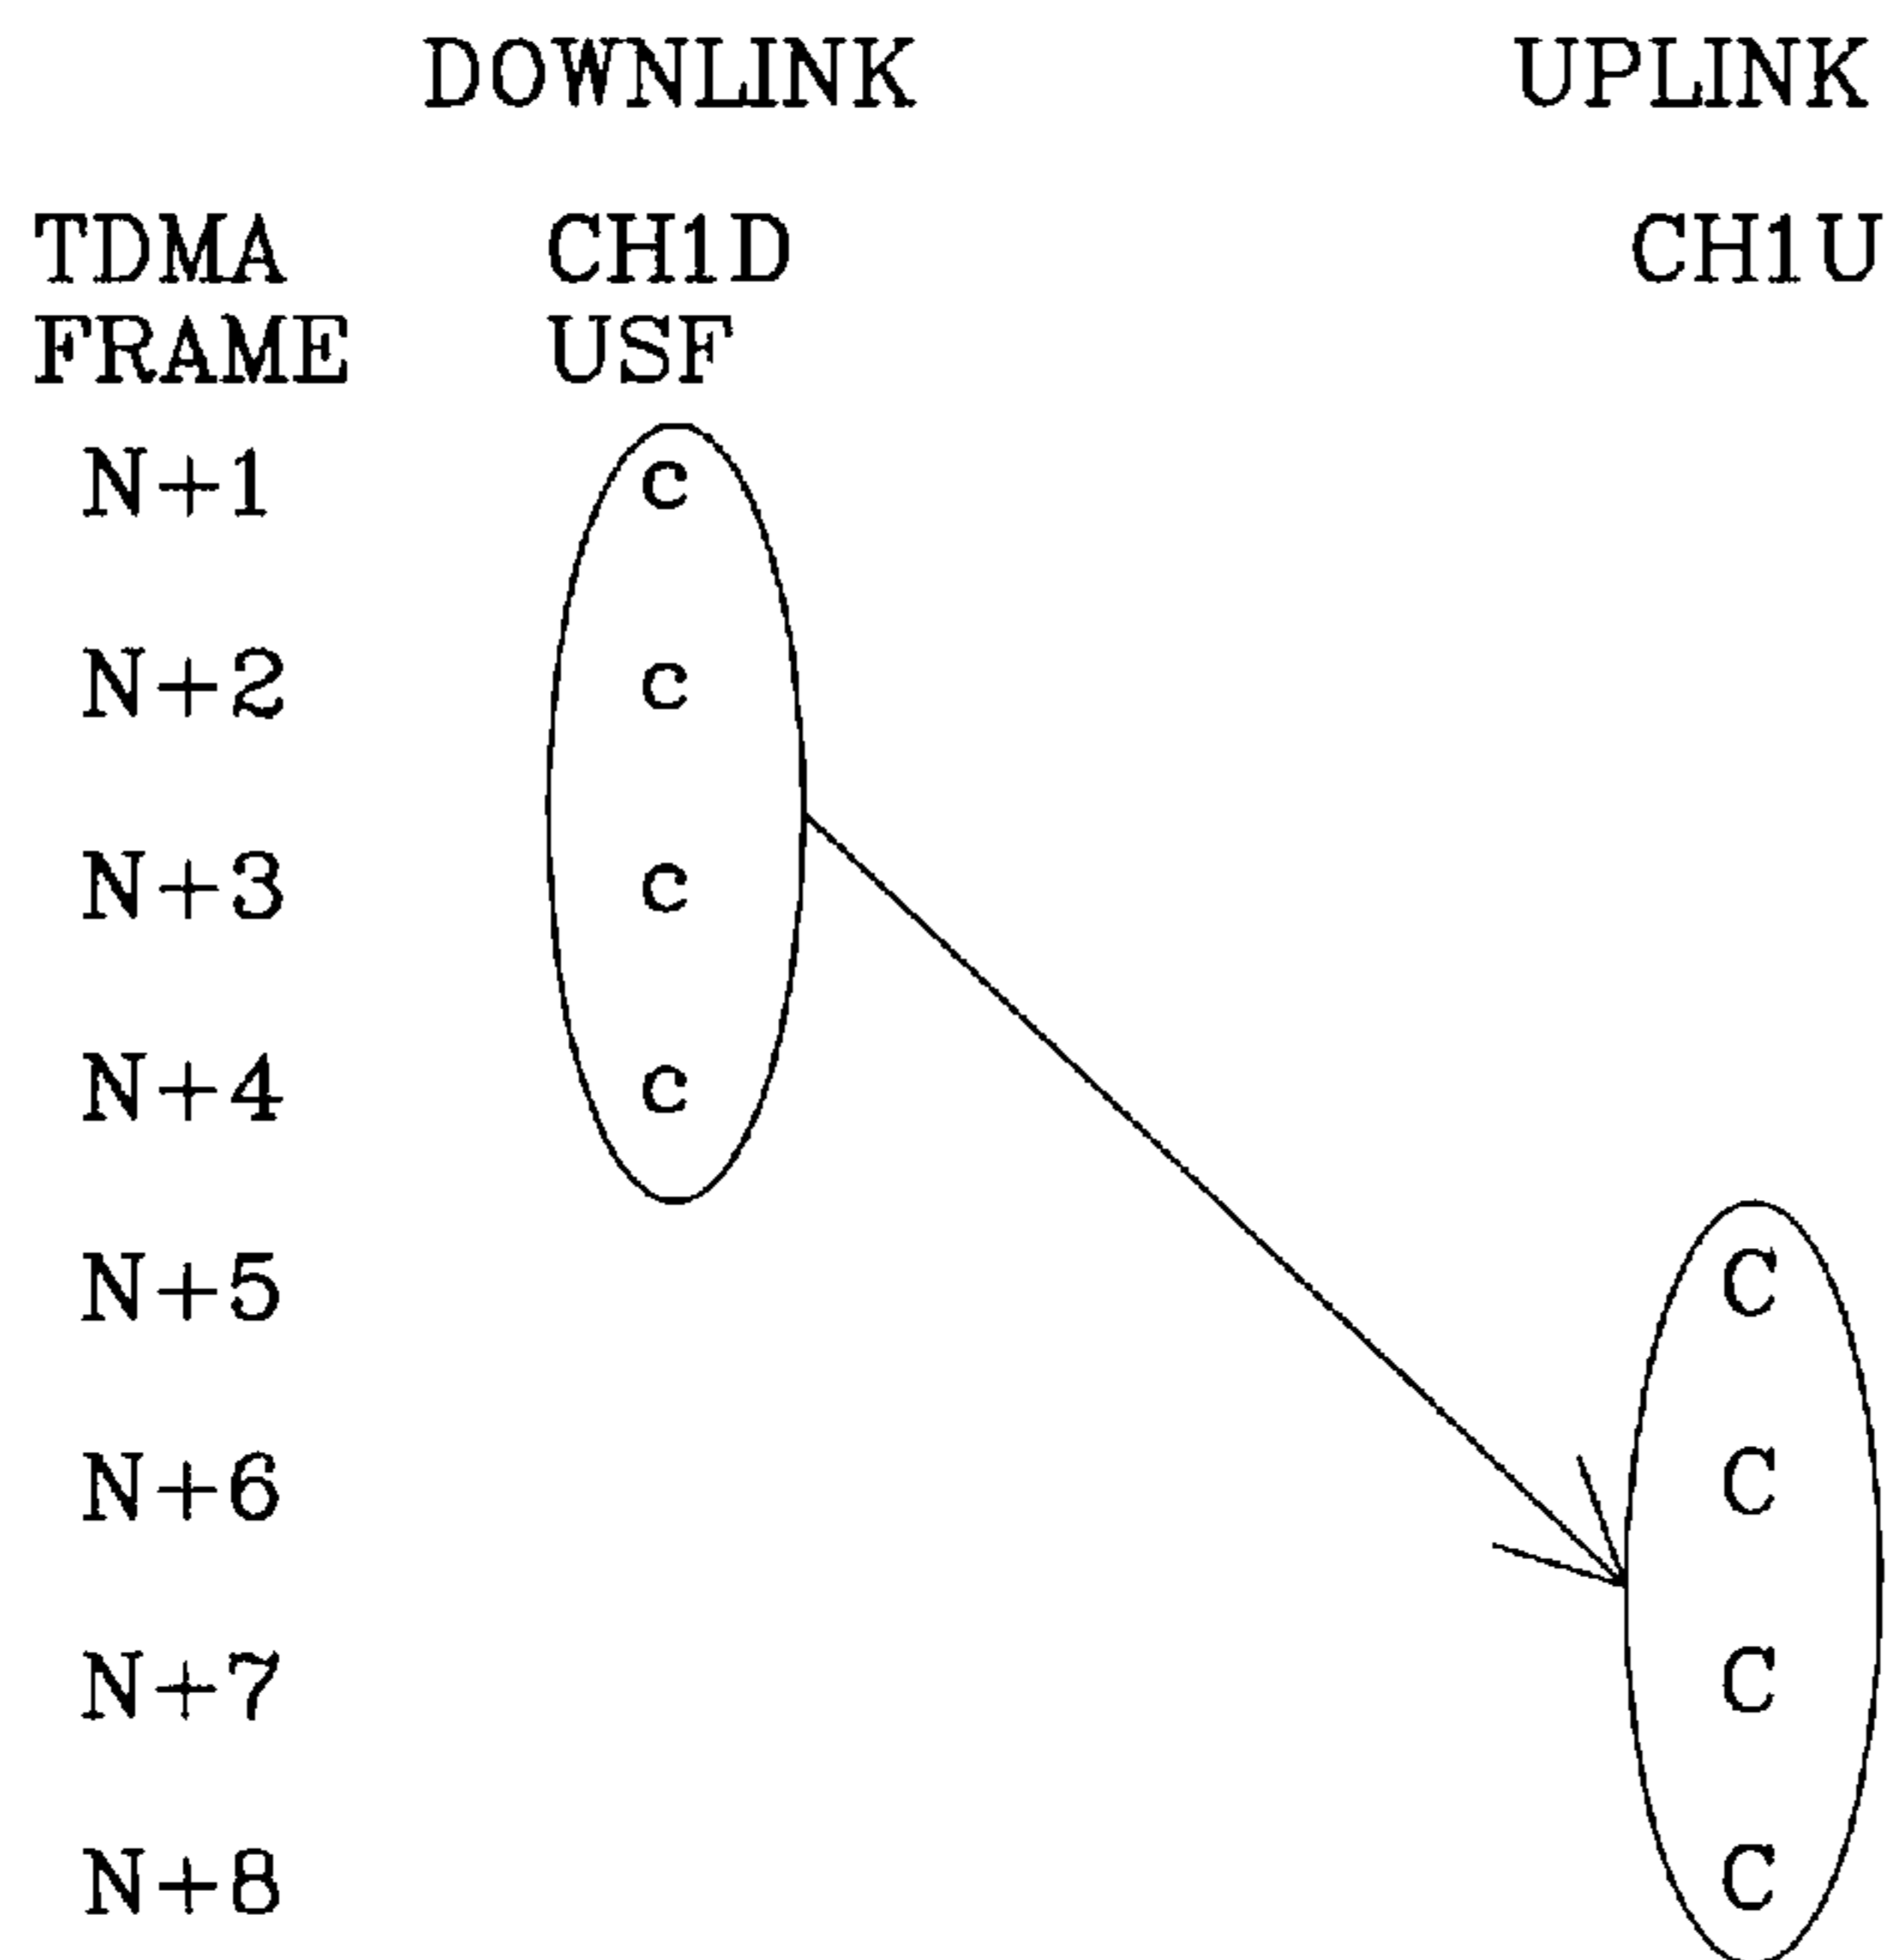 DOWNLINK UPLINK
TDMA CH1D CH1U
FRAME USF
N+1 c
N+2 c
N+3 c
N+4 c
N+5 C
N+6 C
N+7 C
N+8 C